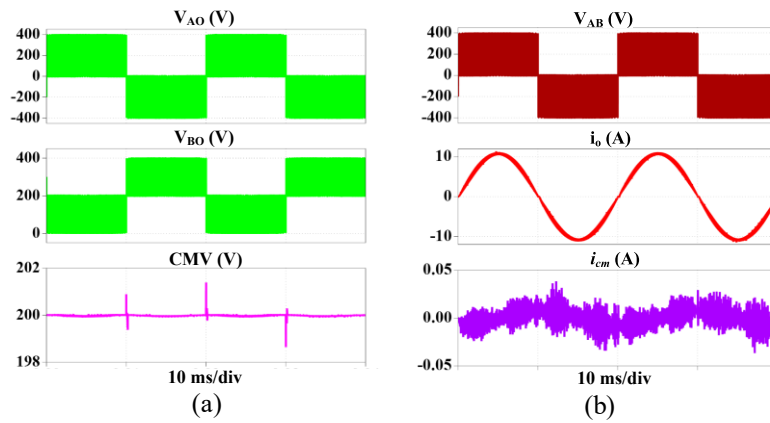 V_AO (V)
400
200
0
-200
-400
V_BO (V)
400
200
0
CMV (V)
202
200
198
10 ms/div
(a)
V_AB (V)
400
200
0
-200
-400
i_o (A)
10
0
-10
i_cm (A)
0.05
0.00
-0.05
10 ms/div
(b)